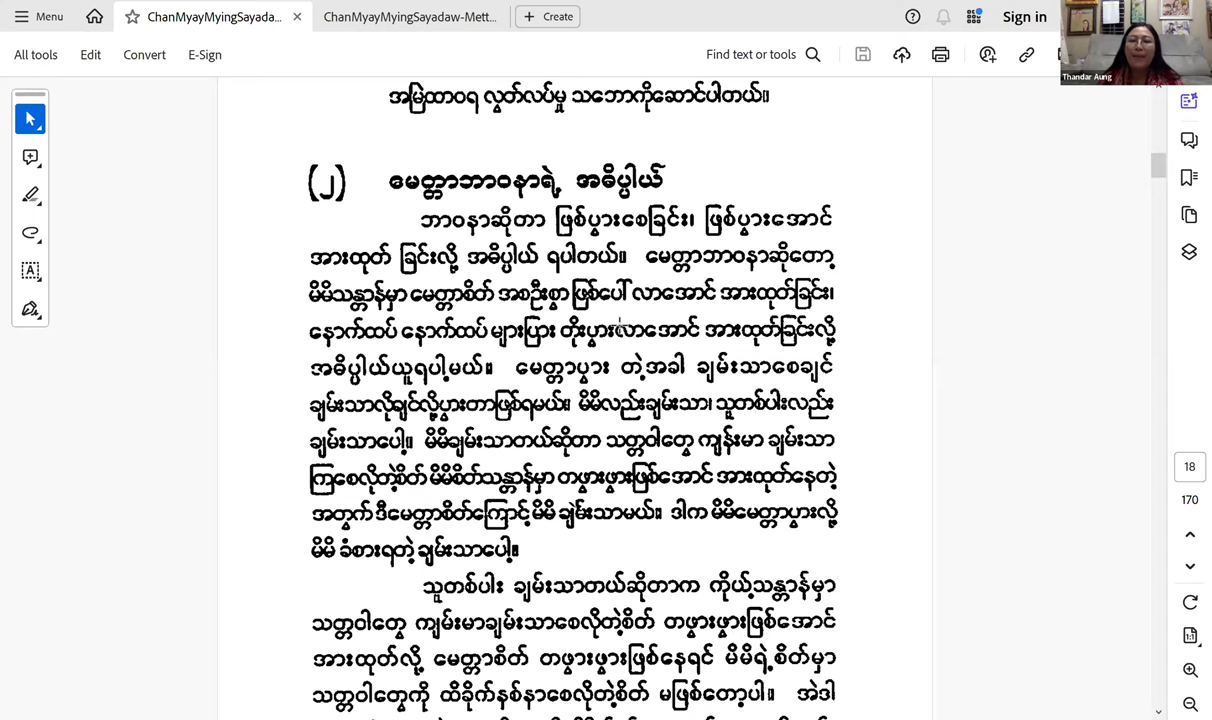 Menu
ChanMyayMyingSayada...
ChanMyayMyingSayadaw-Mett...
Create
Sign in
All tools
Edit
Convert
E-Sign
Find text or tools
Thandar Aung
အမြဲထာဝရ လွတ်လပ်မှု သဘောကိုဆောင်ပါတယ်။
(၂) မေတ္တာဘာဝနာရဲ့ အဓိပ္ပါယ်
ဘာဝနာဆိုတာ ဖြစ်ပွားစေခြင်း၊ ဖြစ်ပွားအောင်
အားထုတ် ခြင်းလို့ အဓိပ္ပါယ် ရပါတယ်။ မေတ္တာဘာဝနာဆိုတော့
မိမိသန္တာန်မှာ မေတ္တာစိတ် အစဦးစွာ ဖြစ်ပေါ် လာအောင် အားထုတ်ခြင်း၊
နောက်ထပ် နောက်ထပ် များပြား တိုးပွားလာအောင် အားထုတ်ခြင်းလို့
အဓိပ္ပါယ်ယူရပါ့မယ်။ မေတ္တာပွား တဲ့အခါ ချမ်းသာစေချင်
ချမ်းသာလိုချင်လို့ပွားတာဖြစ်ရမယ်။ မိမိလည်းချမ်းသာ၊ သူတစ်ပါးလည်း
ချမ်းသာပေါ့။ မိမိချမ်းသာတယ်ဆိုတာ သတ္တဝါတွေ ကျန်းမာ ချမ်းသာ
ကြစေလိုတဲ့စိတ် မိမိစိတ်သန္တာန်မှာ တဖွားဖွားဖြစ်အောင် အားထုတ်နေတဲ့
အတွက် ဒီမေတ္တာစိတ်ကြောင့် မိမိ ချမ်းသာမယ်။ ဒါက မိမိမေတ္တာပွားလို့
မိမိ ခံစားရတဲ့ ချမ်းသာပေါ့။
သူတစ်ပါး ချမ်းသာတယ်ဆိုတာက ကိုယ့်သန္တာန်မှာ
သတ္တဝါတွေ ကျမ်းမာချမ်းသာစေလိုတဲ့စိတ် တဖွားဖွားဖြစ်အောင်
အားထုတ်လို့ မေတ္တာစိတ် တဖွားဖွားဖြစ်နေရင် မိမိရဲ့စိတ်မှာ
သတ္တဝါတွေကို ထိခိုက်နစ်နာစေလိုတဲ့စိတ် မဖြစ်တော့ပါ။ အဲဒါ
18
170